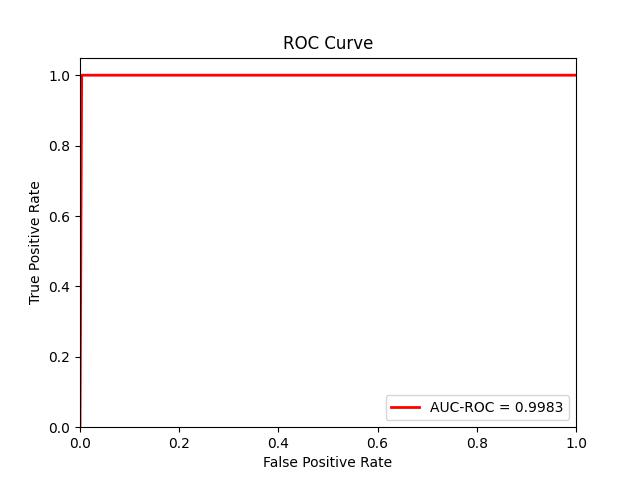 ROC Curve
True Positive Rate
1.0
0.8
0.6
0.4
0.2
0.0
AUC-ROC = 0.9983
0.0 0.2 0.4 0.6 0.8 1.0
False Positive Rate